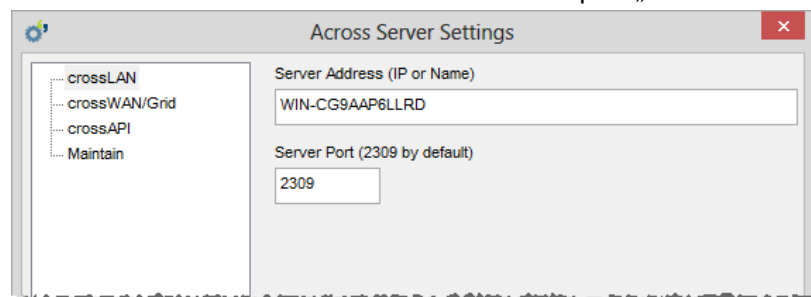 Across Server Settings
crossLAN
crossWAN/Grid
crossAPI
Maintain
Server Address (IP or Name)
WIN-CG9AAP6LLRD
Server Port (2309 by default)
2309